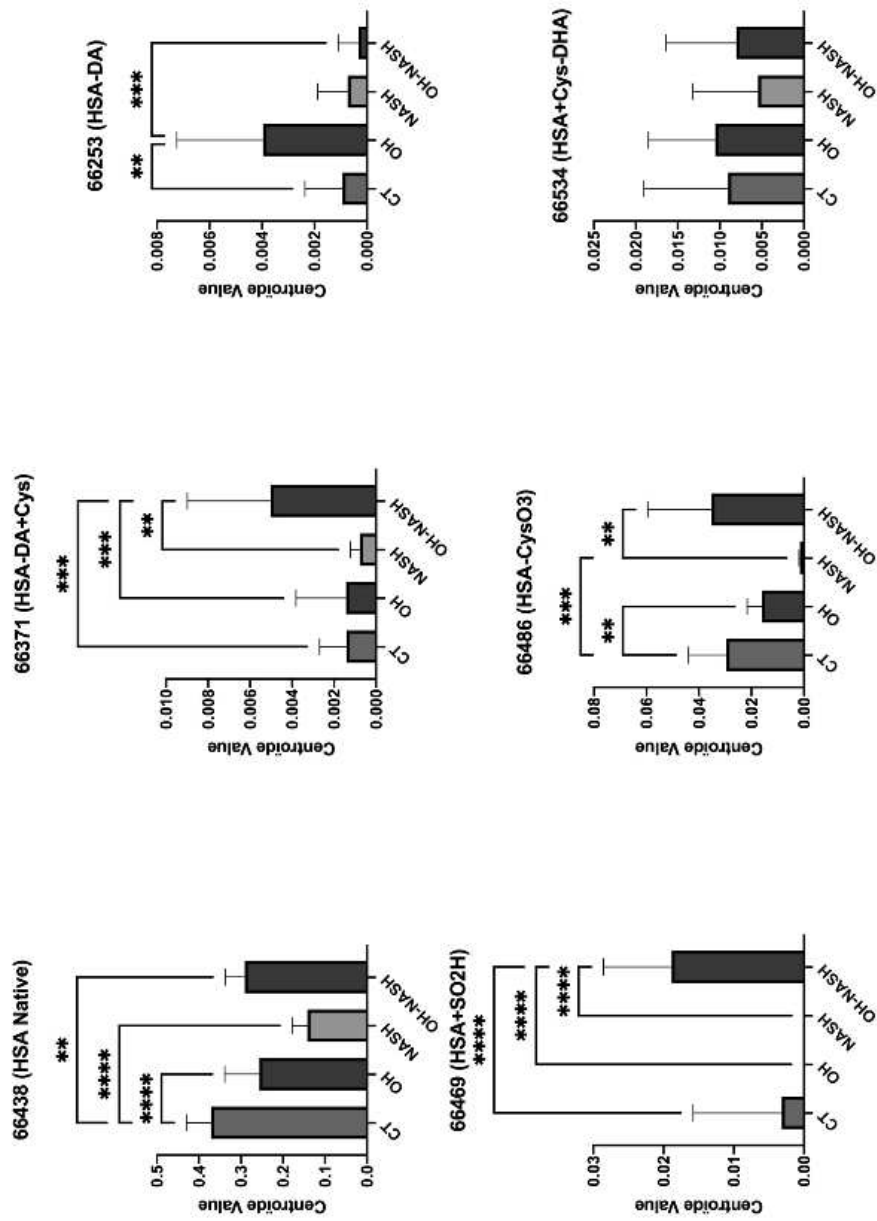 66438 (HSA Native)
**
****
****
Centroïde Value
0.5
0.4
0.3
0.2
0.1
0.0
CT
OH
NASH
OH-NASH
66371 (HSA-DA+Cys)
***
***
**
Centroïde Value
0.010
0.008
0.006
0.004
0.002
0.000
CT
OH
NASH
OH-NASH
66253 (HSA-DA)
** ***
Centroïde Value
0.008
0.006
0.004
0.002
0.000
CT
OH
NASH
OH-NASH
66469 (HSA+SO2H)
****
****
****
Centroïde Value
0.03
0.02
0.01
0.00
CT
OH
NASH
OH-NASH
66486 (HSA-CysO3)
***
** **
Centroïde Value
0.08
0.06
0.04
0.02
0.00
CT
OH
NASH
OH-NASH
66534 (HSA+Cys-DHA)
Centroïde Value
0.025
0.020
0.015
0.010
0.005
0.000
CT
OH
NASH
OH-NASH